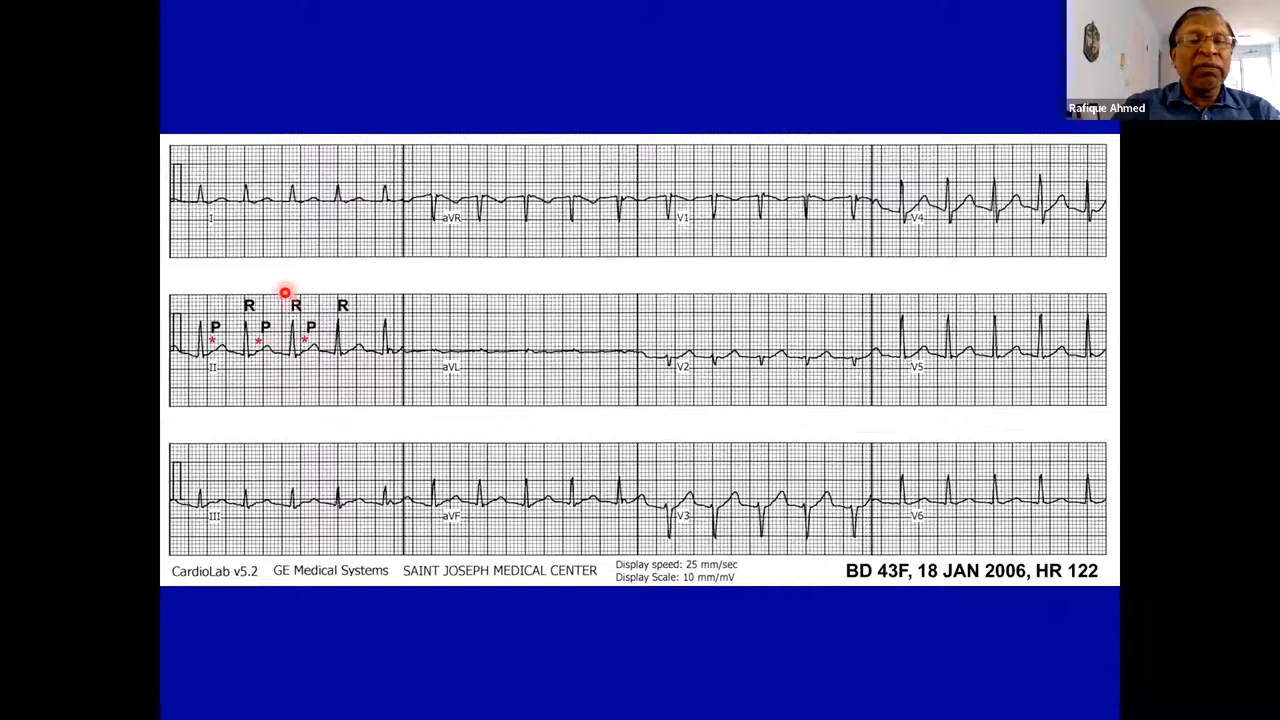 Rafique Ahmed
I
aVR
V1
V4
R R R
P P P
* * *
II
aVL
V2
V5
III
aVF
V3
V6
CardioLab v5.2 GE Medical Systems SAINT JOSEPH MEDICAL CENTER
Display speed: 25 mm/sec
Display Scale: 10 mm/mV
BD 43F, 18 JAN 2006, HR 122